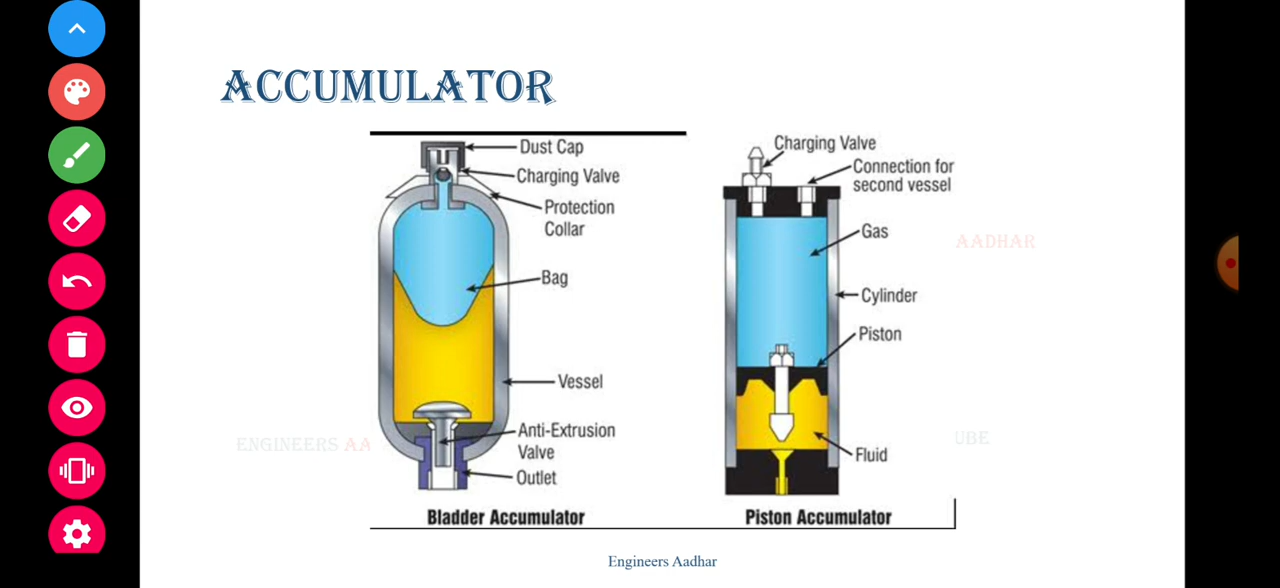 ACCUMULATOR
Dust Cap
Charging Valve
Protection
Collar
Bag
Vessel
Anti-Extrusion
Valve
Outlet
Bladder Accumulator
Charging Valve
Connection for
second vessel
Gas
Cylinder
Piston
Fluid
Piston Accumulator
AADHAR
ENGINEERS AA
UBE
Engineers Aadhar